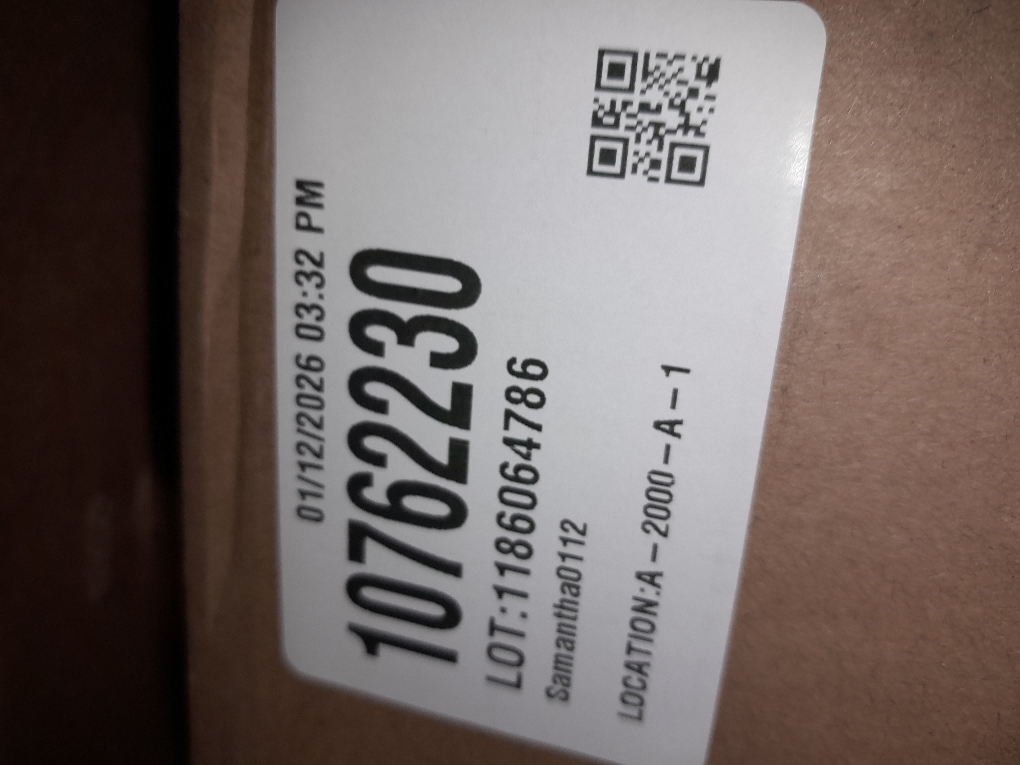 01/12/2026 03:32 PM
10762230
LOT:1186064786
Samantha0112
LOCATION:A-2000-A-1